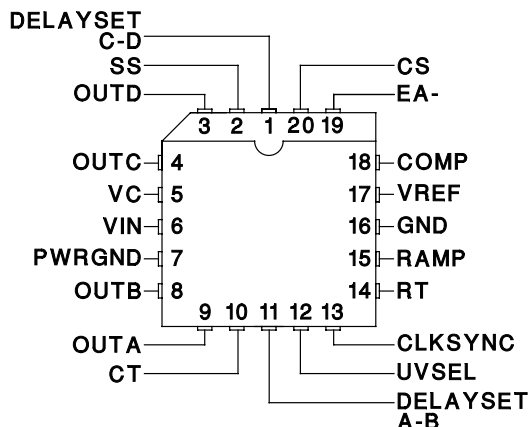 DELAYSET
C-D
SS
CS
OUTD
EA-
3 2 1 20 19
OUTC 4 18 COMP
VC 5 17 VREF
VIN 6 16 GND
PWRGND 7 15 RAMP
OUTB 8 14 RT
9 10 11 12 13
OUTA
CLKSYNC
CT
UVSEL
DELAYSET
A-B